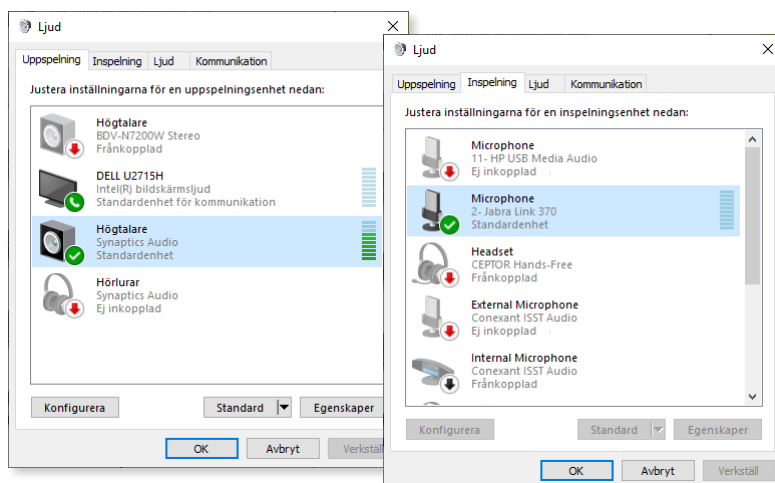 Ljud
Uppspelning Inspelning Ljud Kommunikation
Justera inställningarna för en uppspelningsenhet nedan:
Högtalare
BDV-N7200W Stereo
Frånkopplad
DELL U2715H
Intel(R) bildskärmsljud
Standardenhet för kommunikation
Högtalare
Synaptics Audio
Standardenhet
Hörlurar
Synaptics Audio
Ej inkopplad
Konfigurera Standard Egenskaper
OK Avbryt Verkställ
Ljud
Uppspelning Inspelning Ljud Kommunikation
Justera inställningarna för en inspelningsenhet nedan:
Microphone
11- HP USB Media Audio
Ej inkopplad
Microphone
2- Jabra Link 370
Standardenhet
Headset
CEPTOR Hands-Free
Frånkopplad
External Microphone
Conexant ISST Audio
Ej inkopplad
Internal Microphone
Conexant ISST Audio
Frånkopplad
Konfigurera Standard Egenskaper
OK Avbryt Verkställ